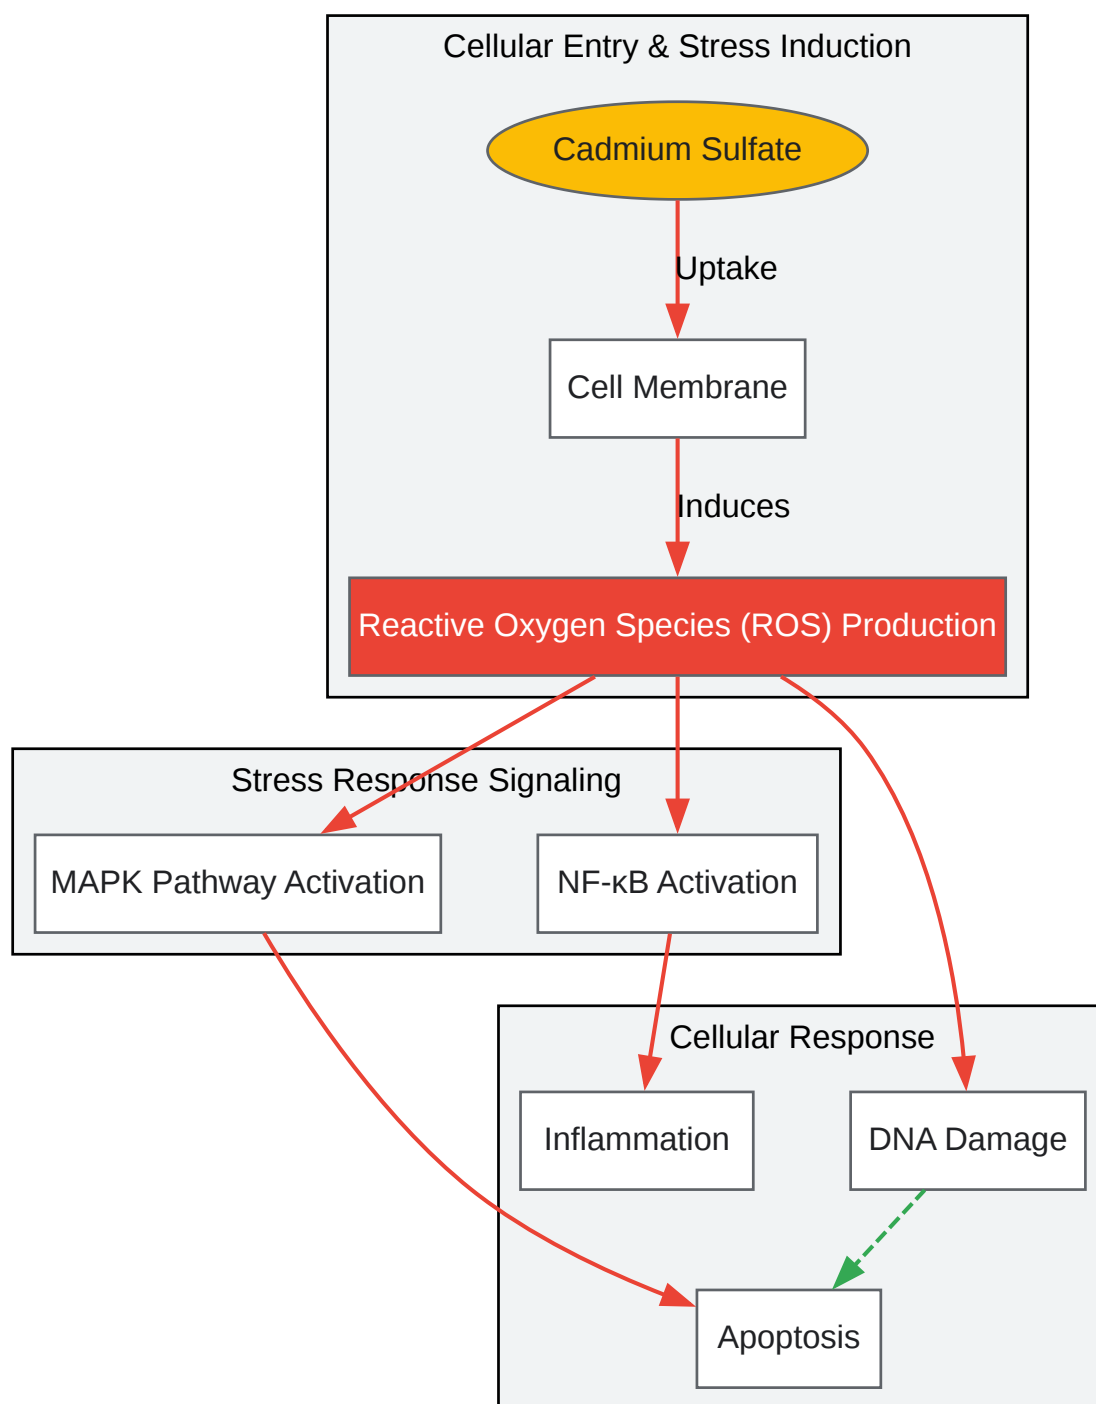 Cellular Entry & Stress Induction
Cadmium Sulfate
Uptake
Cell Membrane
Induces
Reactive Oxygen Species (ROS) Production
Stress Response Signaling
MAPK Pathway Activation
NF-κB Activation
Cellular Response
Inflammation
DNA Damage
Apoptosis